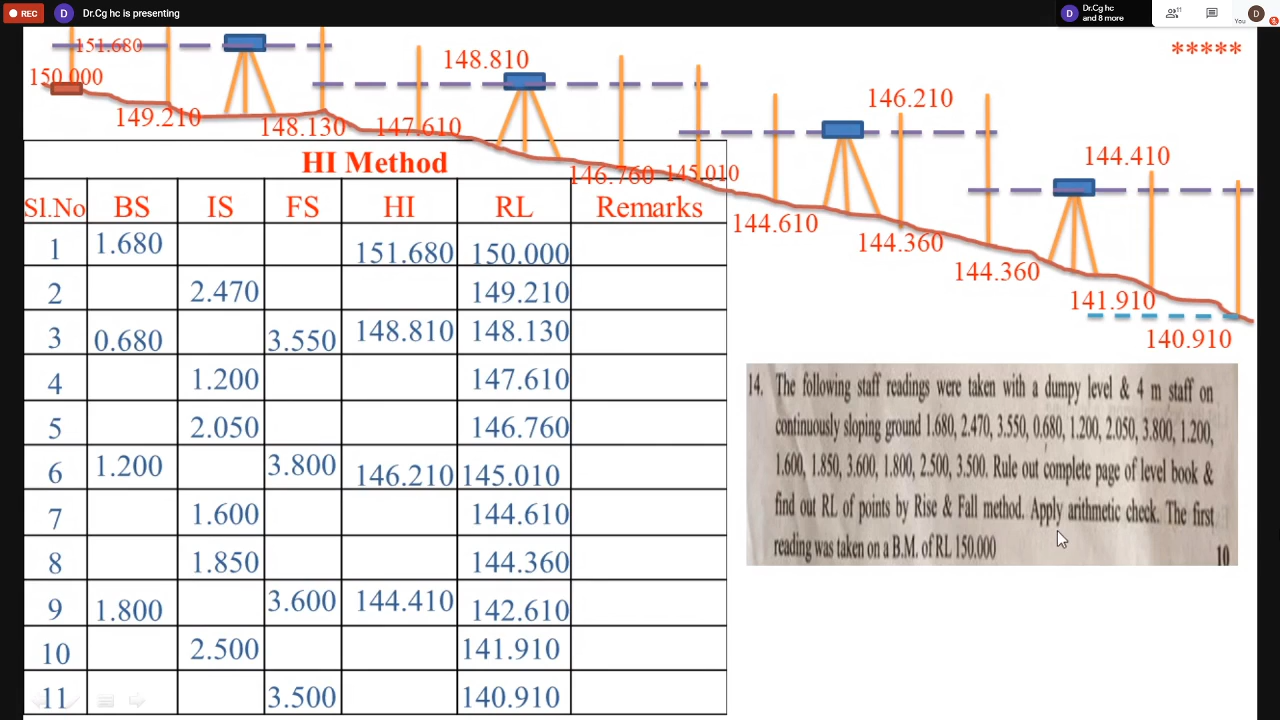 REC D Dr.Cg hc is presenting
D Dr.Cg hc
and 8 more
11
You
D
*****
151.680
150.000
149.210
148.130
147.610
148.810
146.760
145.010
146.210
144.610
144.360
144.360
144.410
141.910
140.910
HI Method
Sl.No BS IS FS HI RL Remarks
1 1.680 151.680 150.000
2 2.470 149.210
3 0.680 3.550 148.810 148.130
4 1.200 147.610
5 2.050 146.760
6 1.200 3.800 146.210 145.010
7 1.600 144.610
8 1.850 144.360
9 1.800 3.600 144.410 142.610
10 2.500 141.910
11 3.500 140.910
14. The following staff readings were taken with a dumpy level & 4 m staff on
continuously sloping ground 1.680, 2.470, 3.550, 0.680, 1.200, 2.050, 3.800, 1.200,
1.600, 1.850, 3.600, 1.800, 2.500, 3.500. Rule out complete page of level book &
find out RL of points by Rise & Fall method. Apply arithmetic check. The first
reading was taken on a B.M. of RL 150.000
10